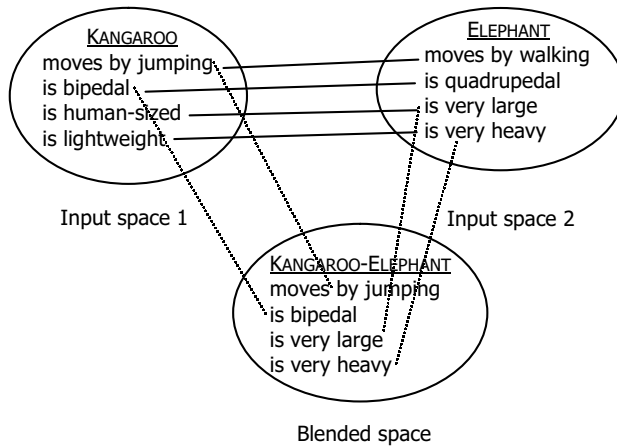 KANGAROO
moves by jumping
is bipedal
is human-sized
is lightweight
Input space 1
ELEPHANT
moves by walking
is quadrupedal
is very large
is very heavy
Input space 2
KANGAROO-ELEPHANT
moves by jumping
is bipedal
is very large
is very heavy
Blended space